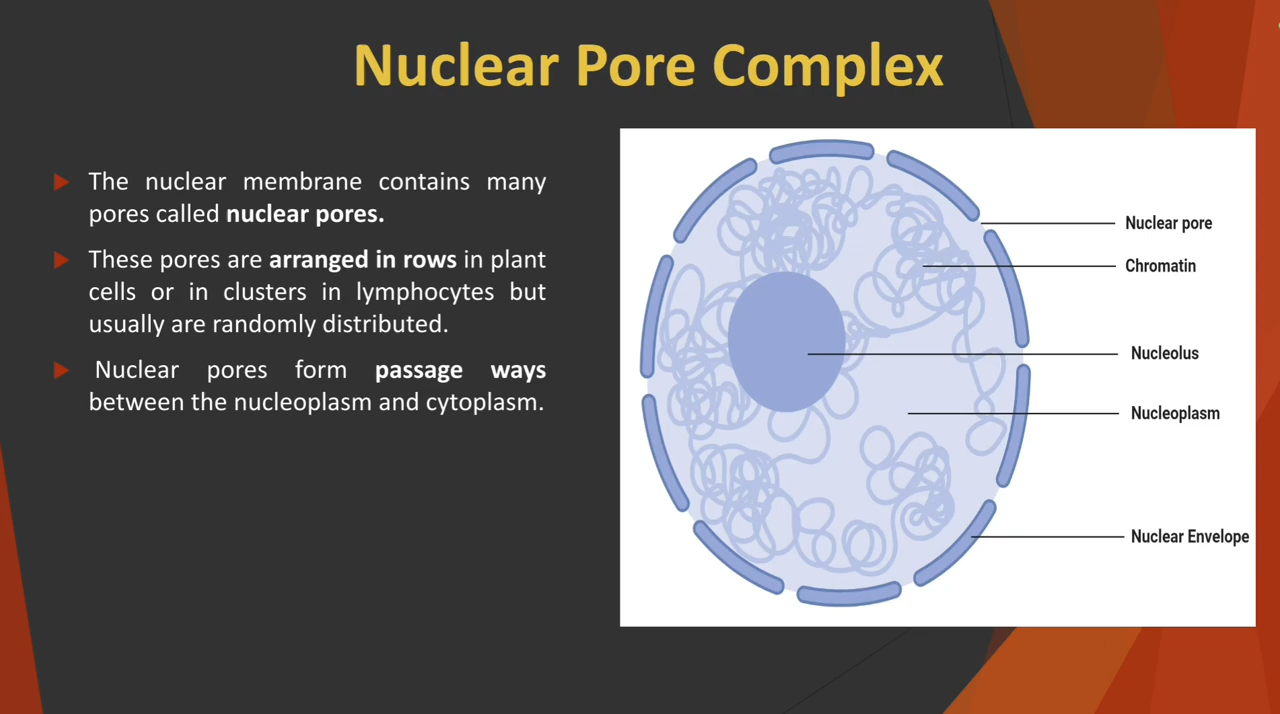 Nuclear Pore Complex
The nuclear membrane contains many
pores called nuclear pores.
These pores are arranged in rows in plant
cells or in clusters in lymphocytes but
usually are randomly distributed.
Nuclear pores form passage ways
between the nucleoplasm and cytoplasm.
Nuclear pore
Chromatin
Nucleolus
Nucleoplasm
Nuclear Envelope